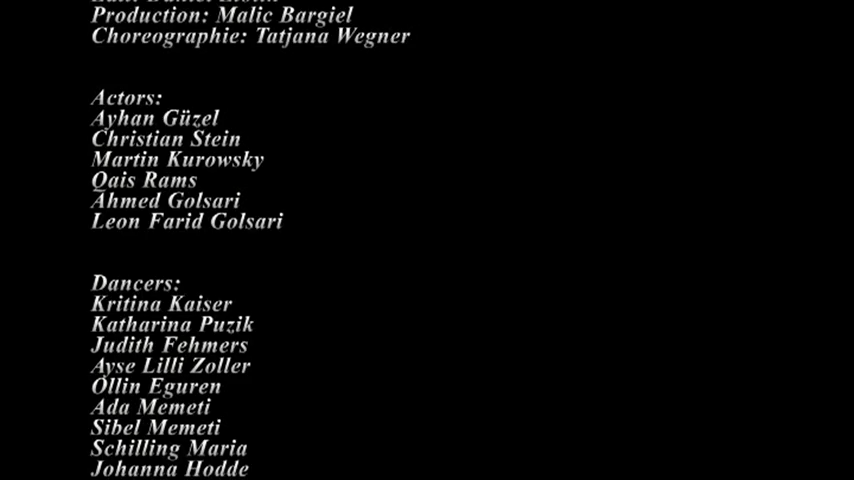 Production: Malic Bargiel
Choreographie: Tatjana Wegner
Actors:
Ayhan Güzel
Christian Stein
Martin Kurowsky
Qais Rams
Ahmed Golsari
Leon Farid Golsari
Dancers:
Kritina Kaiser
Katharina Puzik
Judith Fehmers
Ayse Lilli Zoller
Ollin Eguren
Ada Memeti
Sibel Memeti
Schilling Maria
Johanna Hodde